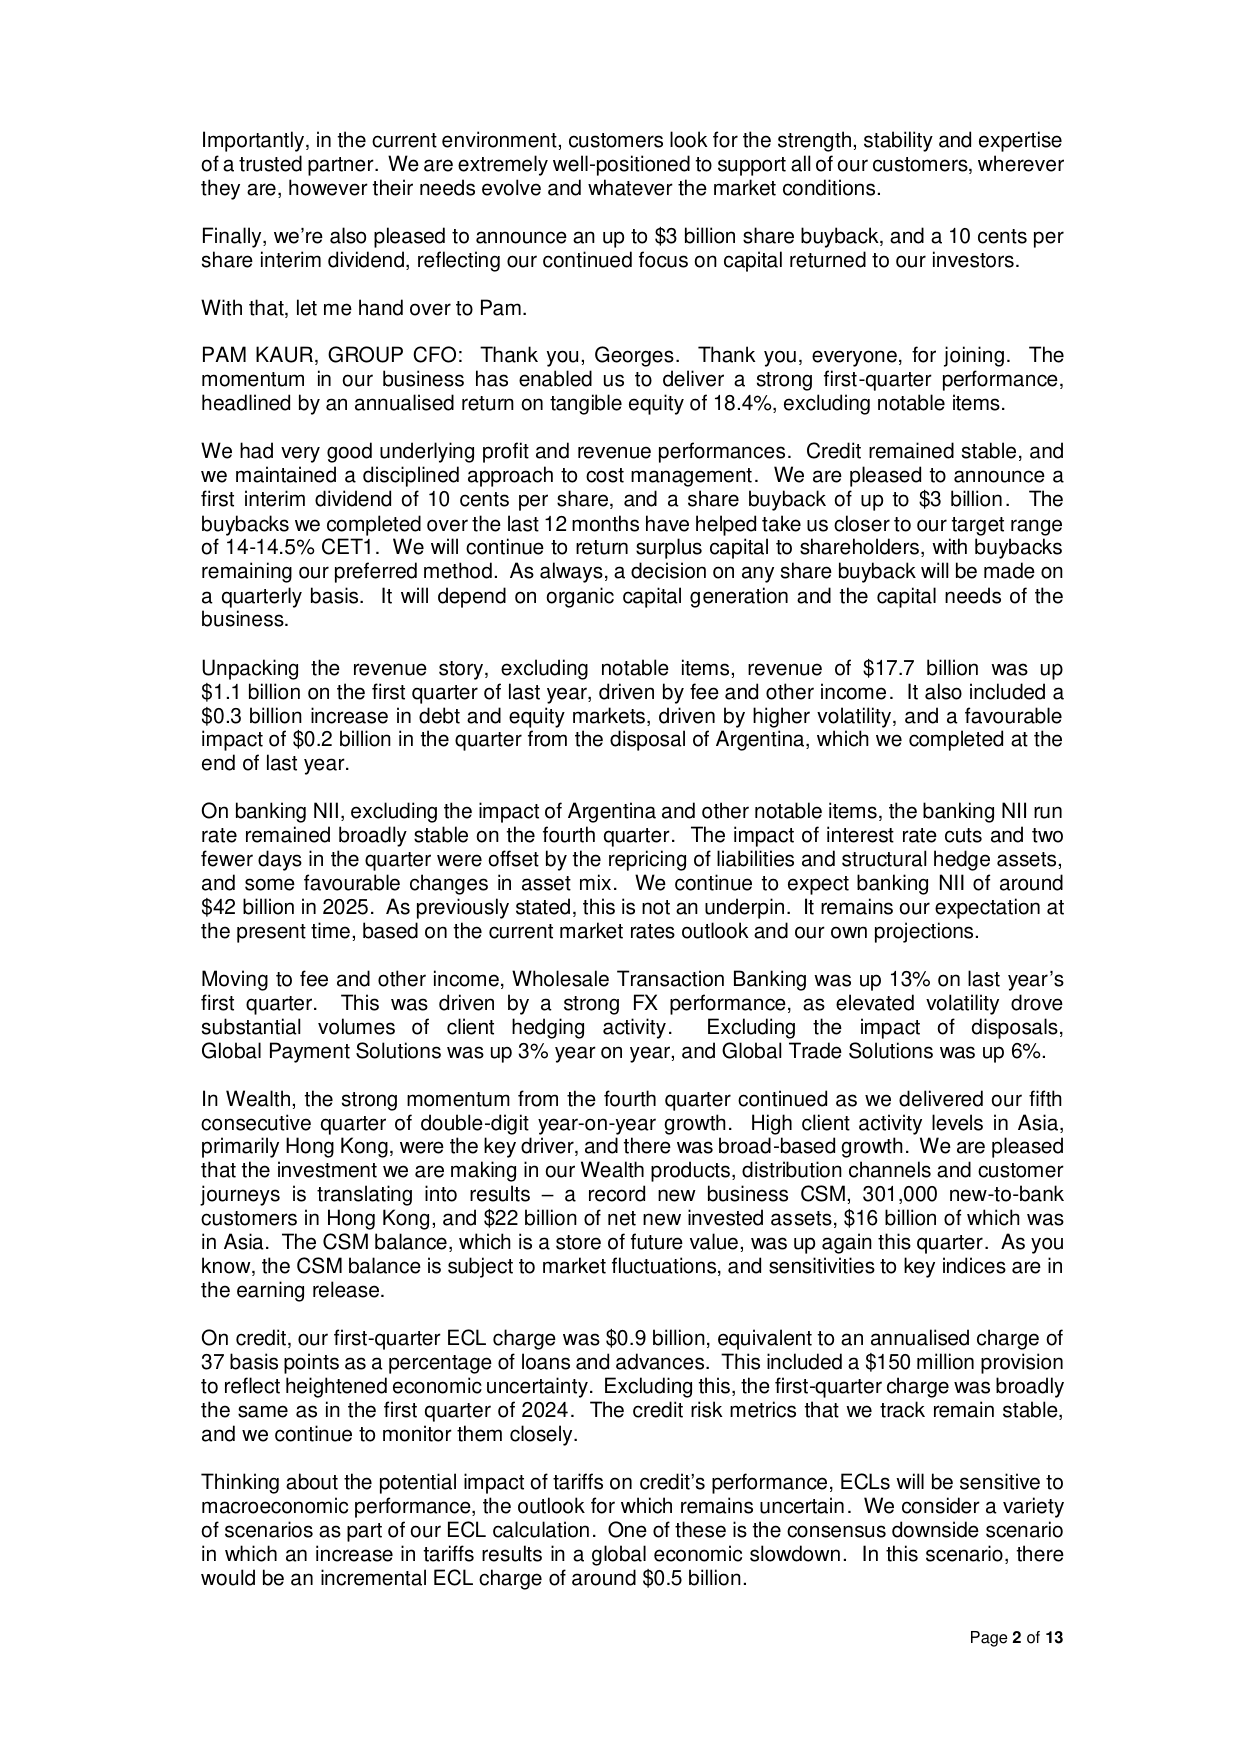 Importantly, in the current environment, customers look for the strength, stability and expertise
of a trusted partner.  We are extremely well-positioned to support all of our customers, wherever
they are, however their needs evolve and whatever the market conditions.
Finally, we’re also pleased to announce an up to $3 billion share buyback, and a 10 cents per
share interim dividend, reflecting our continued focus on capital returned to our investors.
With that, let me hand over to Pam.
PAM KAUR, GROUP CFO:  Thank you, Georges.  Thank you, everyone, for joining.  The
momentum in our business has enabled us to deliver a strong first-quarter performance,
headlined by an annualised return on tangible equity of 18.4%, excluding notable items.
We had very good underlying profit and revenue performances.  Credit remained stable, and
we maintained a disciplined approach to cost management.  We are pleased to announce a
first interim dividend of 10 cents per share, and a share buyback of up to $3 billion.  The
buybacks we completed over the last 12 months have helped take us closer to our target range
of 14-14.5% CET1.  We will continue to return surplus capital to shareholders, with buybacks
remaining our preferred method.  As always, a decision on any share buyback will be made on
a quarterly basis.  It will depend on organic capital generation and the capital needs of the
business.
Unpacking the revenue story, excluding notable items, revenue of $17.7 billion was up
$1.1 billion on the first quarter of last year, driven by fee and other income.  It also included a
$0.3 billion increase in debt and equity markets, driven by higher volatility, and a favourable
impact of $0.2 billion in the quarter from the disposal of Argentina, which we completed at the
end of last year.
On banking NII, excluding the impact of Argentina and other notable items, the banking NII run
rate remained broadly stable on the fourth quarter.  The impact of interest rate cuts and two
fewer days in the quarter were offset by the repricing of liabilities and structural hedge assets,
and some favourable changes in asset mix.  We continue to expect banking NII of around
$42 billion in 2025.  As previously stated, this is not an underpin.  It remains our expectation at
the present time, based on the current market rates outlook and our own projections.
Moving to fee and other income, Wholesale Transaction Banking was up 13% on last year’s
first quarter.  This was driven by a strong FX performance, as elevated volatility drove
substantial volumes of client hedging activity.  Excluding the impact of disposals,
Global Payment Solutions was up 3% year on year, and Global Trade Solutions was up 6%.
In Wealth, the strong momentum from the fourth quarter continued as we delivered our fifth
consecutive quarter of double-digit year-on-year growth.  High client activity levels in Asia,
primarily Hong Kong, were the key driver, and there was broad-based growth.  We are pleased
that the investment we are making in our Wealth products, distribution channels and customer
journeys is translating into results – a record new business CSM, 301,000 new-to-bank
customers in Hong Kong, and $22 billion of net new invested assets, $16 billion of which was
in Asia.  The CSM balance, which is a store of future value, was up again this quarter.  As you
know, the CSM balance is subject to market fluctuations, and sensitivities to key indices are in
the earning release.
On credit, our first-quarter ECL charge was $0.9 billion, equivalent to an annualised charge of
37 basis points as a percentage of loans and advances.  This included a $150 million provision
to reflect heightened economic uncertainty.  Excluding this, the first-quarter charge was broadly
the same as in the first quarter of 2024.  The credit risk metrics that we track remain stable,
and we continue to monitor them closely.
Thinking about the potential impact of tariffs on credit’s performance, ECLs will be sensitive to
macroeconomic performance, the outlook for which remains uncertain.  We consider a variety
of scenarios as part of our ECL calculation.  One of these is the consensus downside scenario
in which an increase in tariffs results in a global economic slowdown.  In this scenario, there
would be an incremental ECL charge of around $0.5 billion.
Page 2 of 13